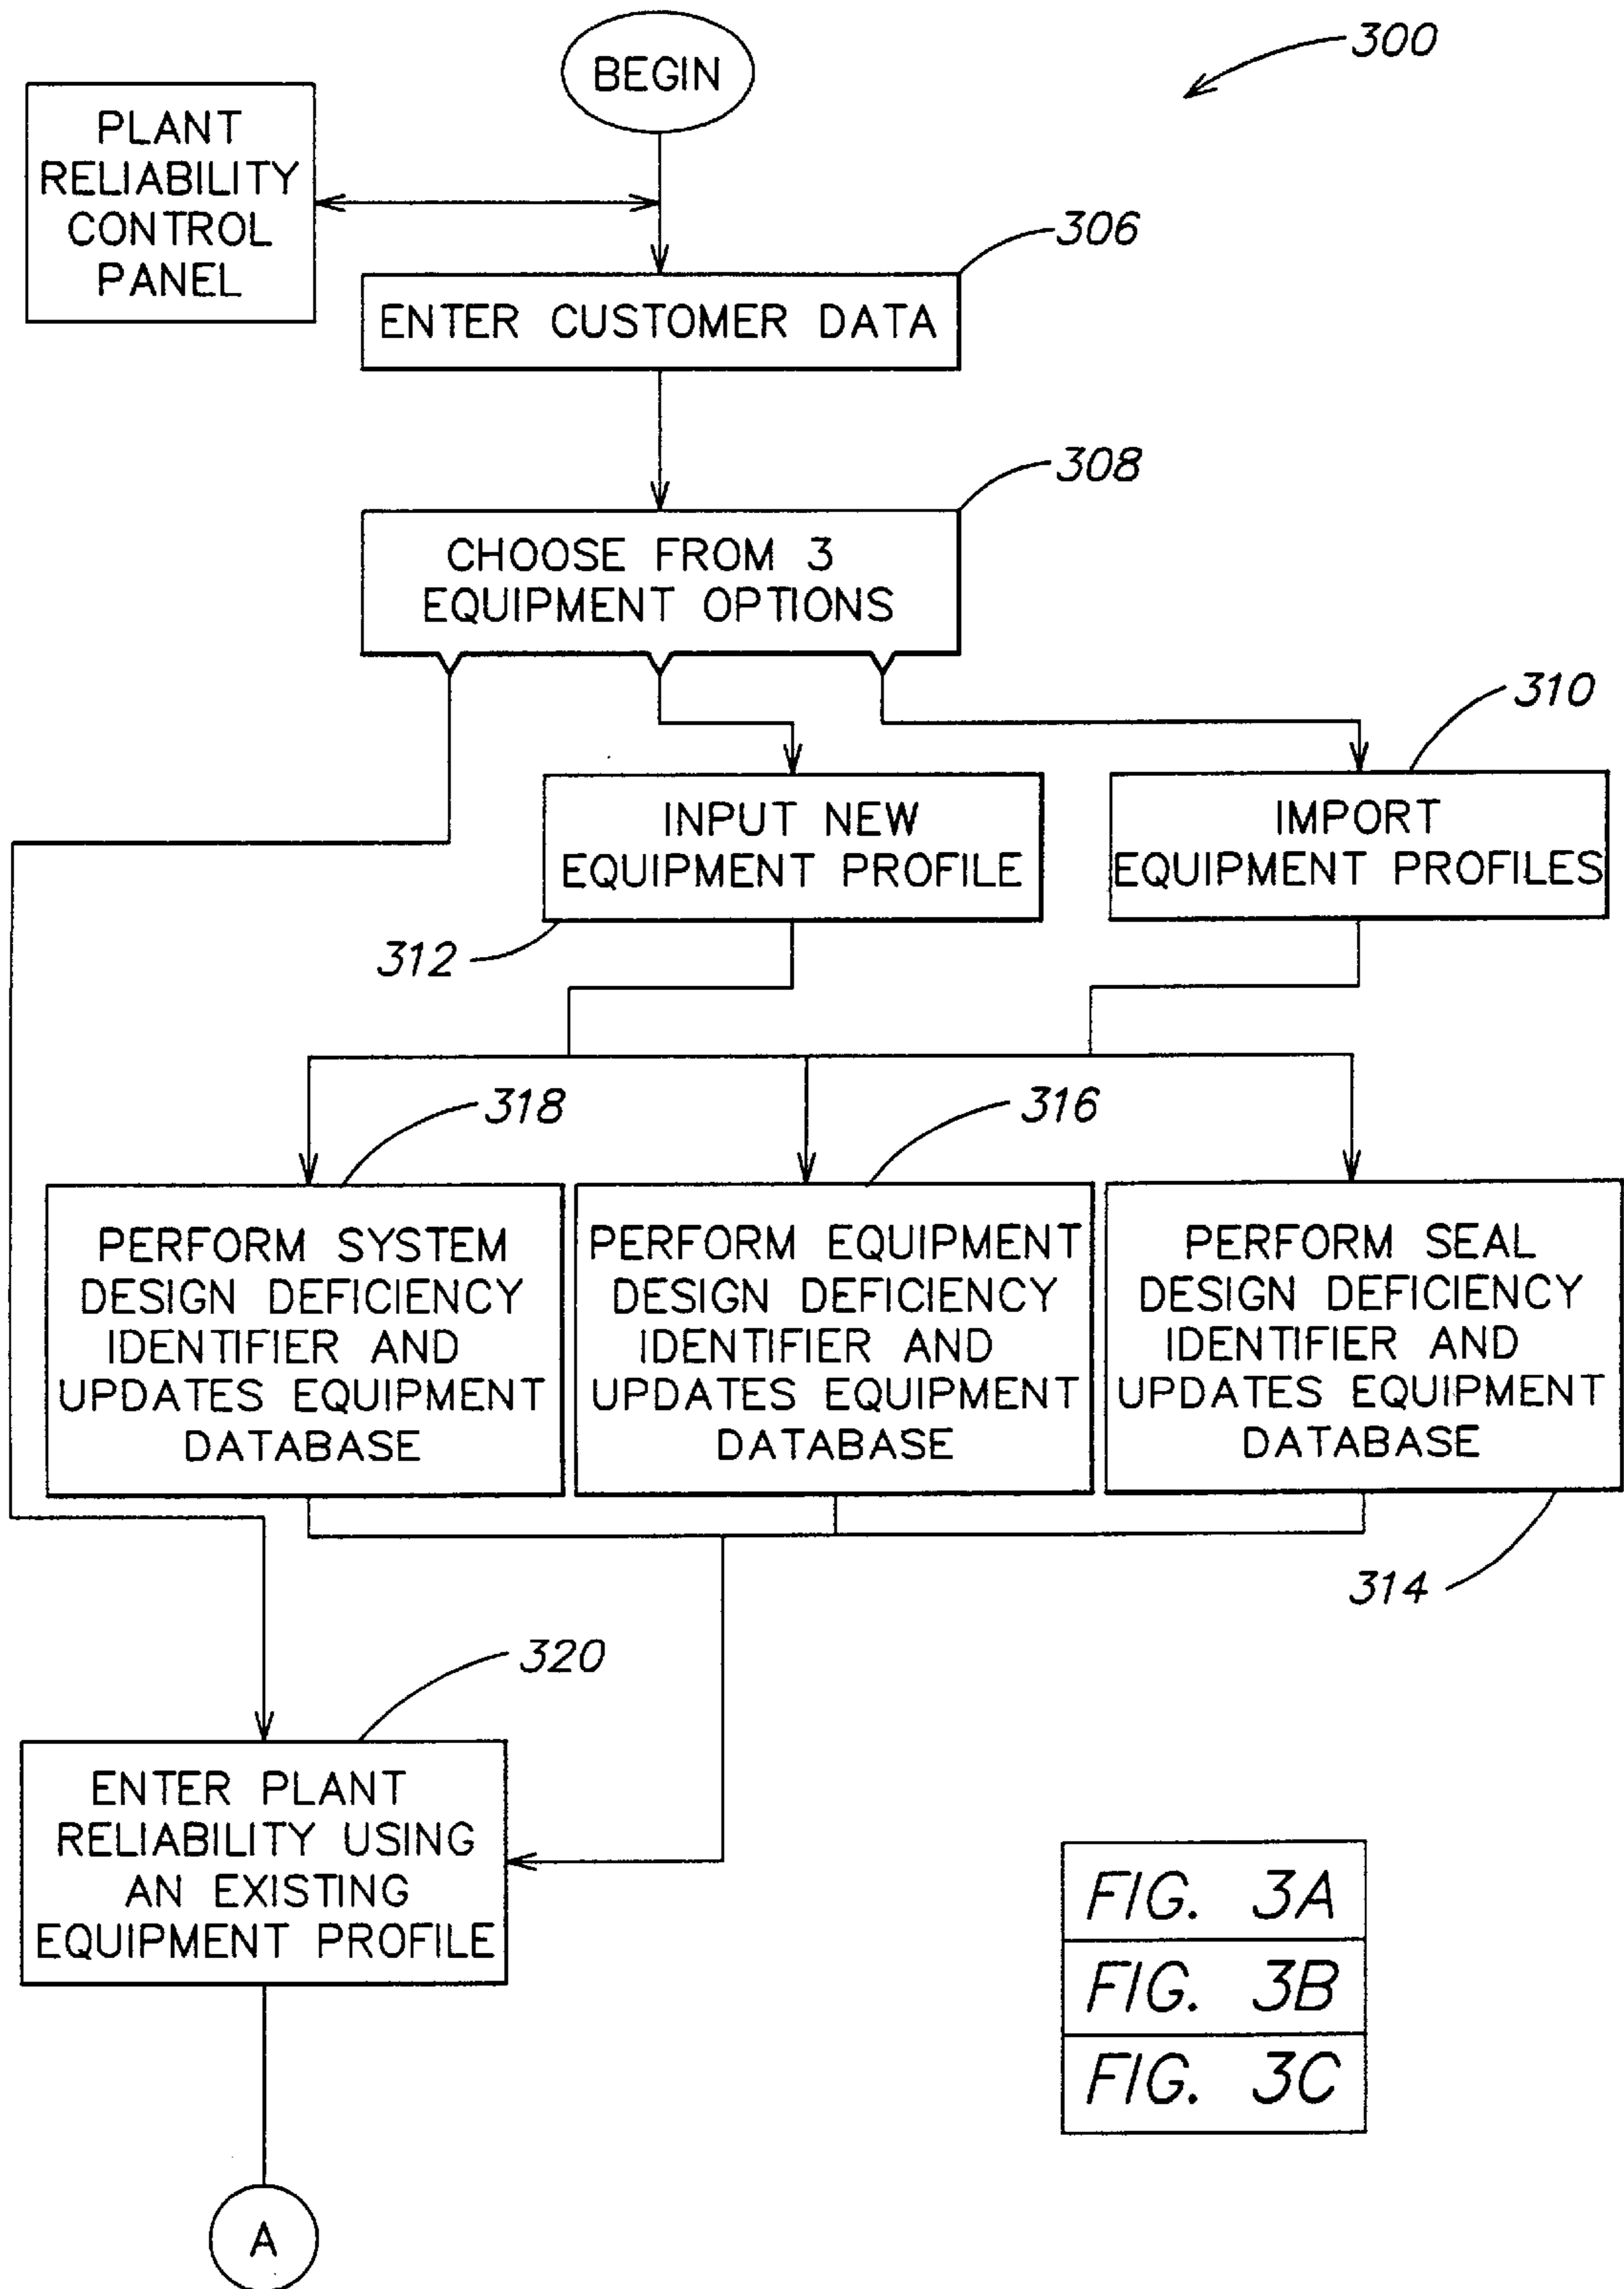 300
BEGIN
PLANT
RELIABILITY
CONTROL
PANEL
306
ENTER CUSTOMER DATA
308
CHOOSE FROM 3
EQUIPMENT OPTIONS
310
INPUT NEW
EQUIPMENT PROFILE
IMPORT
EQUIPMENT PROFILES
312
318
316
PERFORM SYSTEM
DESIGN DEFICIENCY
IDENTIFIER AND
UPDATES EQUIPMENT
DATABASE
PERFORM EQUIPMENT
DESIGN DEFICIENCY
IDENTIFIER AND
UPDATES EQUIPMENT
DATABASE
PERFORM SEAL
DESIGN DEFICIENCY
IDENTIFIER AND
UPDATES EQUIPMENT
DATABASE
314
320
ENTER PLANT
RELIABILITY USING
AN EXISTING
EQUIPMENT PROFILE
FIG. 3A
FIG. 3B
FIG. 3C
A